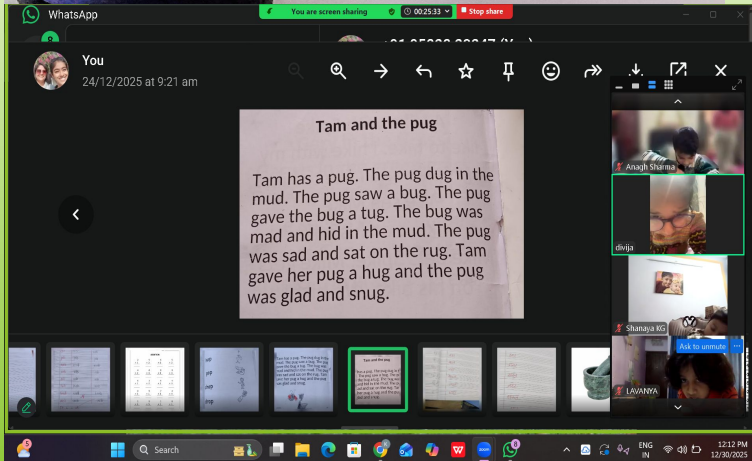 WhatsApp
You are screen sharing
00:25:33
Stop share
You
24/12/2025 at 9:21 am
Tam and the pug
Tam has a pug. The pug dug in the
mud. The pug saw a bug. The pug
gave the bug a tug. The bug was
mad and hid in the mud. The pug
was sad and sat on the rug. Tam
gave her pug a hug and the pug
was glad and snug.
Anagh Sharma
divija
Shanaya KG
Ask to unmute
LAVANYA
Search
ENG
IN
12:12 PM
12/30/2025